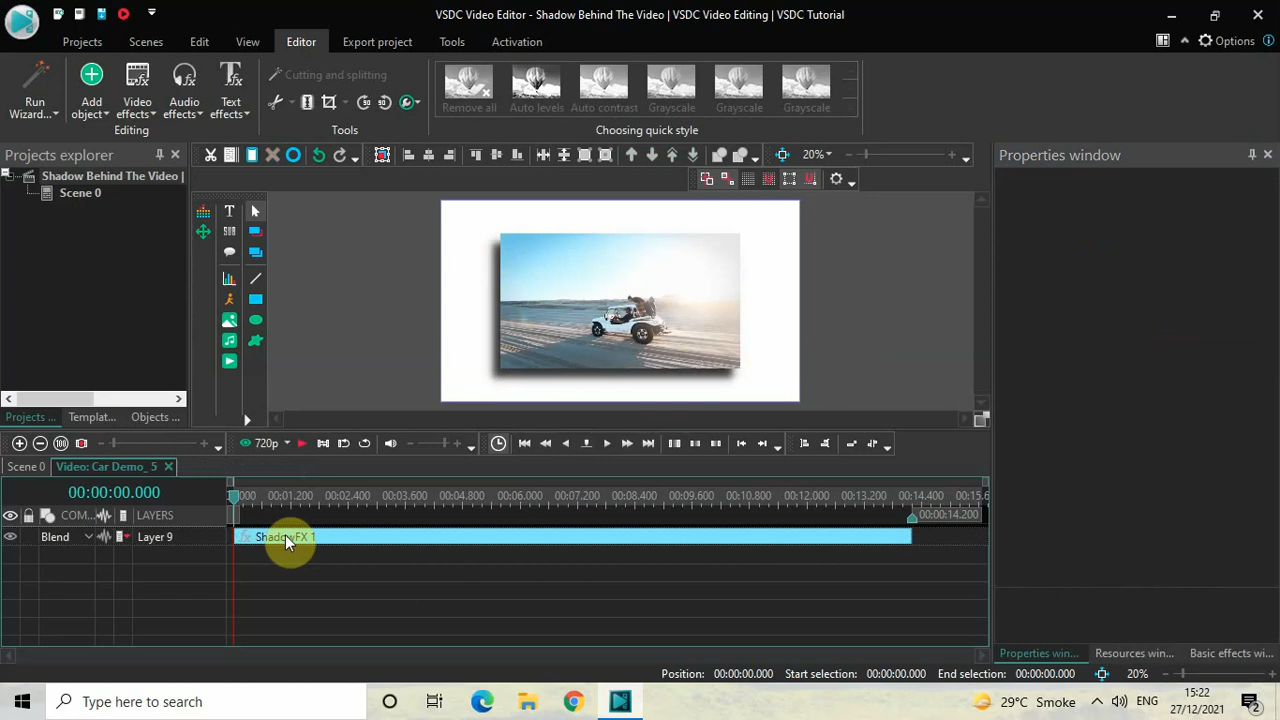 VSDC Video Editor - Shadow Behind The Video | VSDC Video Editing | VSDC Tutorial
Projects Scenes Edit View Editor Export project Tools Activation
Options
Run Wizard...
Add object
Video effects
Audio effects
Text effects
Editing
Cutting and splitting
Tools
Remove all Auto levels Auto contrast Grayscale Grayscale Grayscale
Choosing quick style
Projects explorer
20%
Properties window
Shadow Behind The Video |
Scene 0
Projects ... Templat... Objects ...
720p
Scene 0 Video: Car Demo_ 5
00:00:00.000
000 00:01.200 00:02.400 00:03.600 00:04.800 00:06.000 00:07.200 00:08.400 00:09.600 00:10.800 00:12.000 00:13.200 00:14.400 00:15.6
COM... LAYERS
00:00:14.200
Blend Layer 9
fx ShadowFX 1
Properties win... Resources win... Basic effects wi...
Position: 00:00:00.000 Start selection: 00:00:00.000 End selection: 00:00:00.000 20%
Type here to search
29°C Smoke ENG
15:22
27/12/2021
2